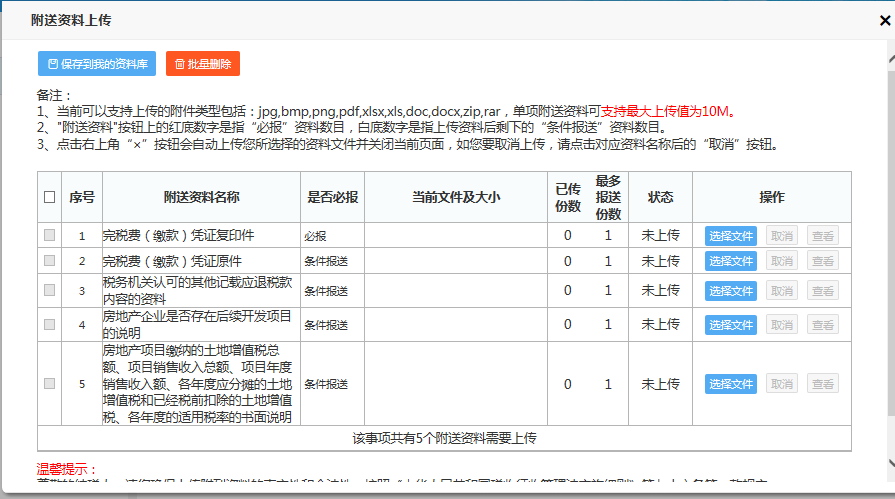 附送资料上传
×
保存到我的资料库 批量删除
备注：
1、当前可以支持上传的附件类型包括：jpg,bmp,png,pdf,xlsx,xls,doc,docx,zip,rar，单项附送资料可支持最大上传值为10M。
2、"附送资料"按钮上的红底数字是指“必报”资料数目，白底数字是指上传资料后剩下的“条件报送”资料数目。
3、点击右上角“×”按钮会自动上传您所选择的资料文件并关闭当前页面，如您要取消上传，请点击对应资料名称后的“取消”按钮。
序号 附送资料名称 是否必报 当前文件及大小 已传份数 最多报送份数 状态 操作
1 完税费（缴款）凭证复印件 必报 0 1 未上传 选择文件 取消 查看
2 完税费（缴款）凭证原件 条件报送 0 1 未上传 选择文件 取消 查看
3 税务机关认可的其他记载应退税款
内容的资料 条件报送 0 1 未上传 选择文件 取消 查看
4 房地产企业是否存在后续开发项目
的说明 条件报送 0 1 未上传 选择文件 取消 查看
5 房地产项目缴纳的土地增值税总
额、项目销售收入总额、项目年度
销售收入额、各年度应分摊的土地
增值税和已经税前扣除的土地增值
税、各年度的适用税率的书面说明 条件报送 0 1 未上传 选择文件 取消 查看
该事项共有5个附送资料需要上传
温馨提示：